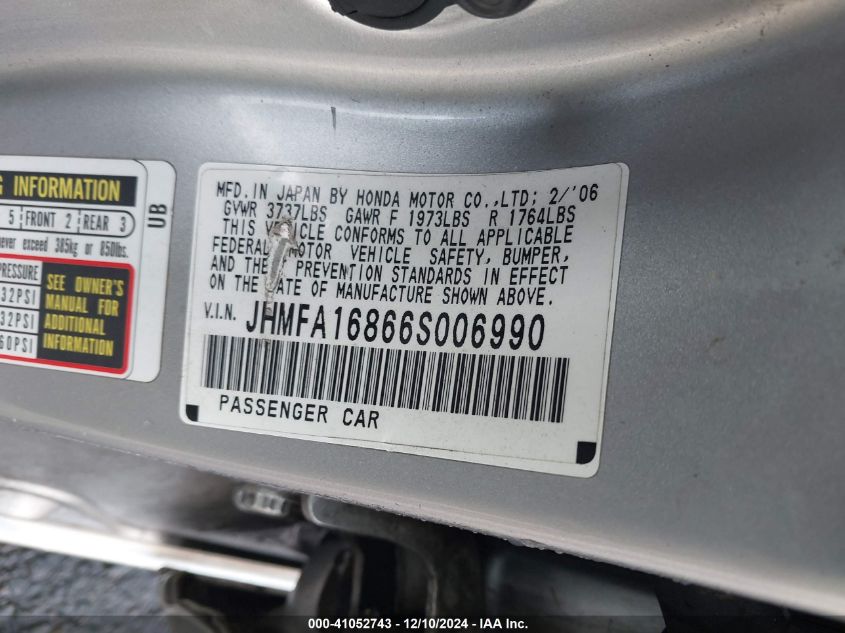 G INFORMATION
5 FRONT 2 REAR 3
never exceed 385kg or 850lbs.
PRESSURE
32PSI
32PSI
60PSI
SEE OWNER'S
MANUAL FOR
ADDITIONAL
INFORMATION
UB
MFD. IN JAPAN BY HONDA MOTOR CO.,LTD; 2/'06
GVWR 3737LBS GAWR F 1973LBS R 1764LBS
THIS VEHICLE CONFORMS TO ALL APPLICABLE
FEDERAL MOTOR VEHICLE SAFETY, BUMPER,
AND THEFT PREVENTION STANDARDS IN EFFECT
ON THE DATE OF MANUFACTURE SHOWN ABOVE.
V.I.N. JHMFA16866S006990
PASSENGER CAR
000-41052743 - 12/10/2024 - IAA Inc.